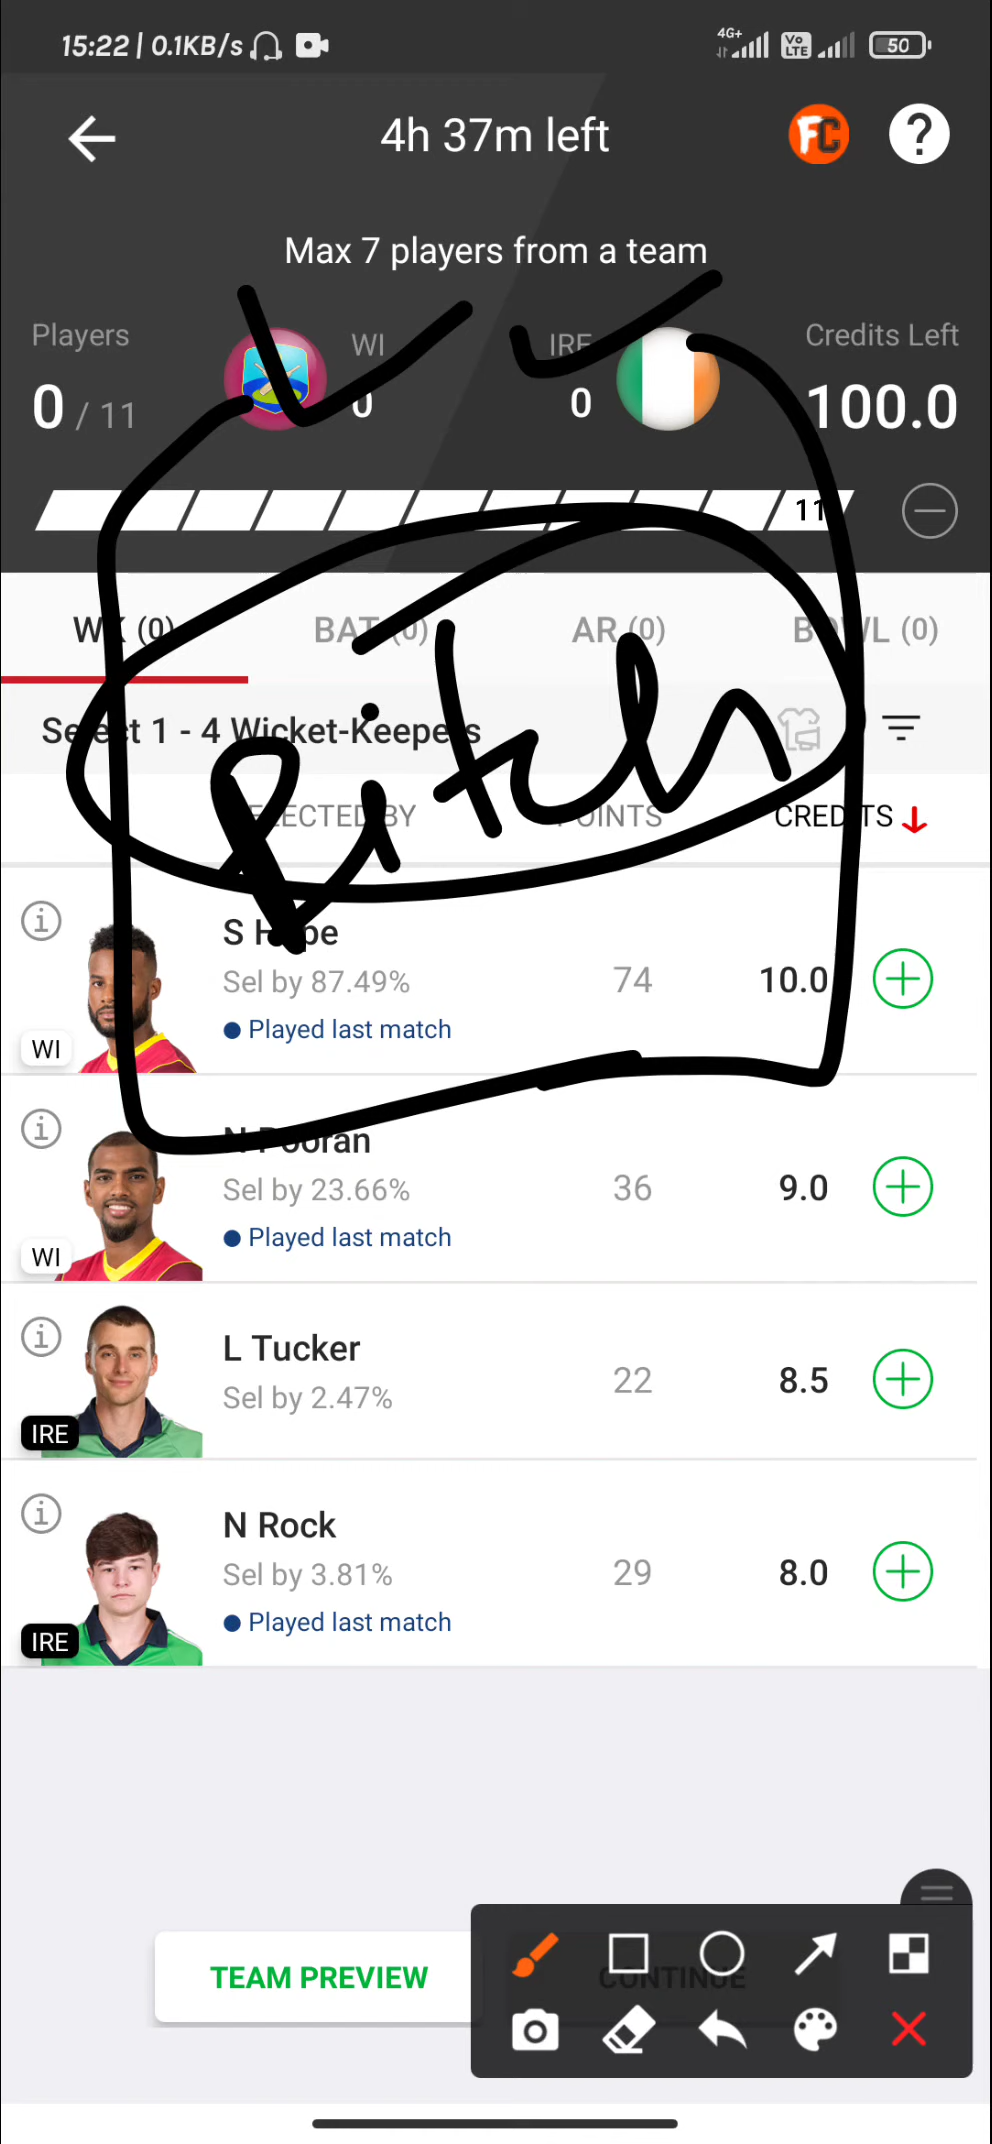 15:22 | 0.1KB/s 4G+ Vo LTE 50
4h 37m left FC ?
Max 7 players from a team
Players WI IRE Credits Left
0 / 11 0 0 100.0
11
WK (0) BAT (0) AR (0) BOWL (0)
Select 1 - 4 Wicket-Keepers
Pitch
SELECTED BY POINTS CREDITS
S Hope
Sel by 87.49% 74 10.0
Played last match
WI
N Pooran
Sel by 23.66% 36 9.0
Played last match
WI
L Tucker
Sel by 2.47% 22 8.5
IRE
N Rock
Sel by 3.81% 29 8.0
Played last match
IRE
TEAM PREVIEW CONTINUE